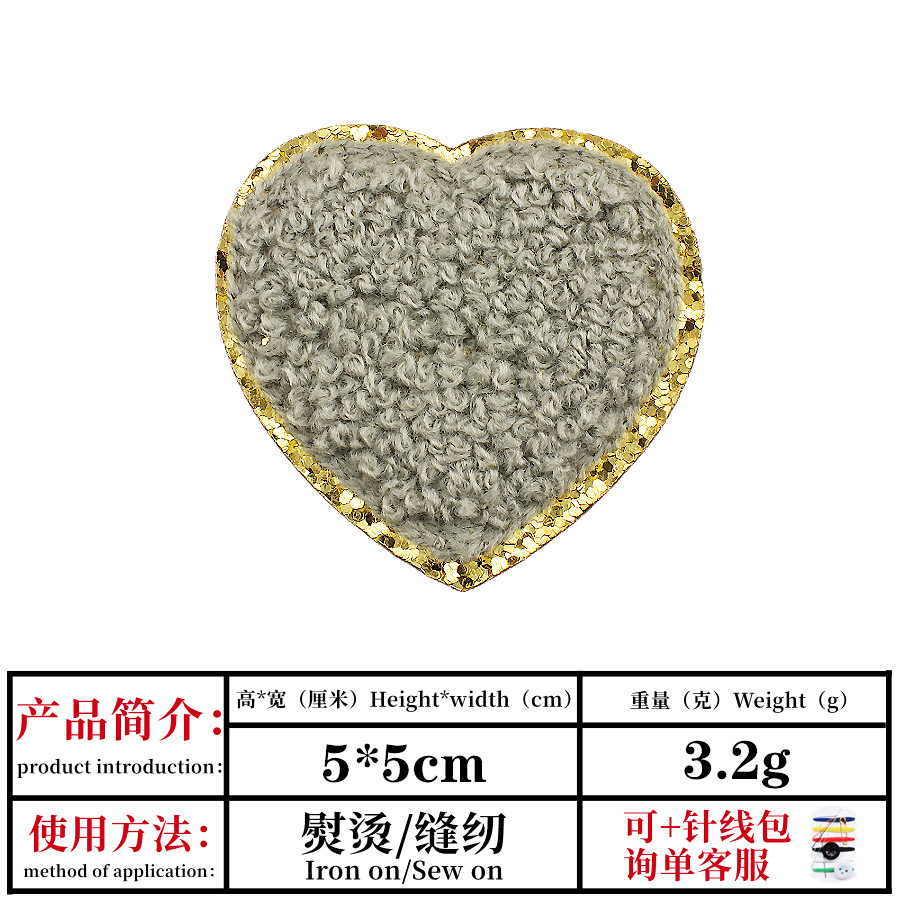 产品简介：
product introduction：
高*宽（厘米）Height*width（cm）
重量（克）Weight（g）
5*5cm
3.2g
使用方法：
method of application：
熨烫/缝纫
Iron on/Sew on
可+针线包
询单客服